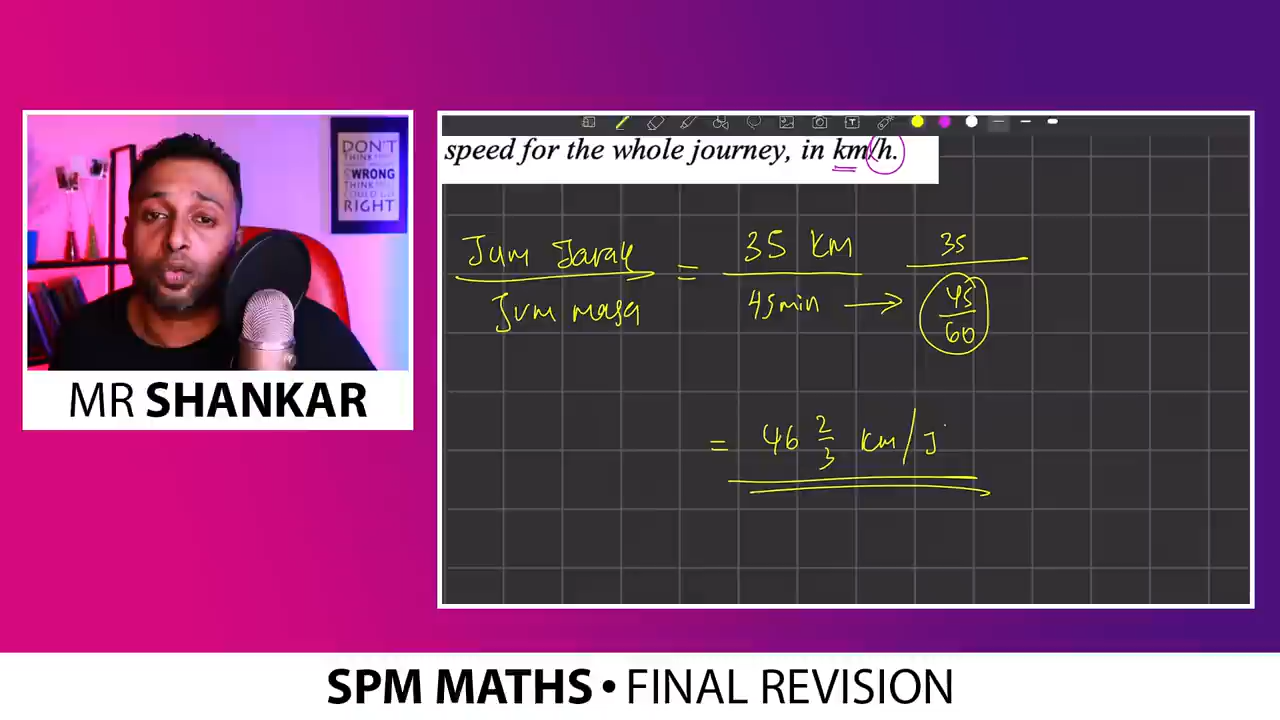 DON'T
THINK
WRONG
THINK
RIGHT
MR SHANKAR
speed for the whole journey, in km/h.
Jum Jarak = 35 km 35
Jum masa 45min → 45
60
= 46 2/3 km/J
SPM MATHS • FINAL REVISION